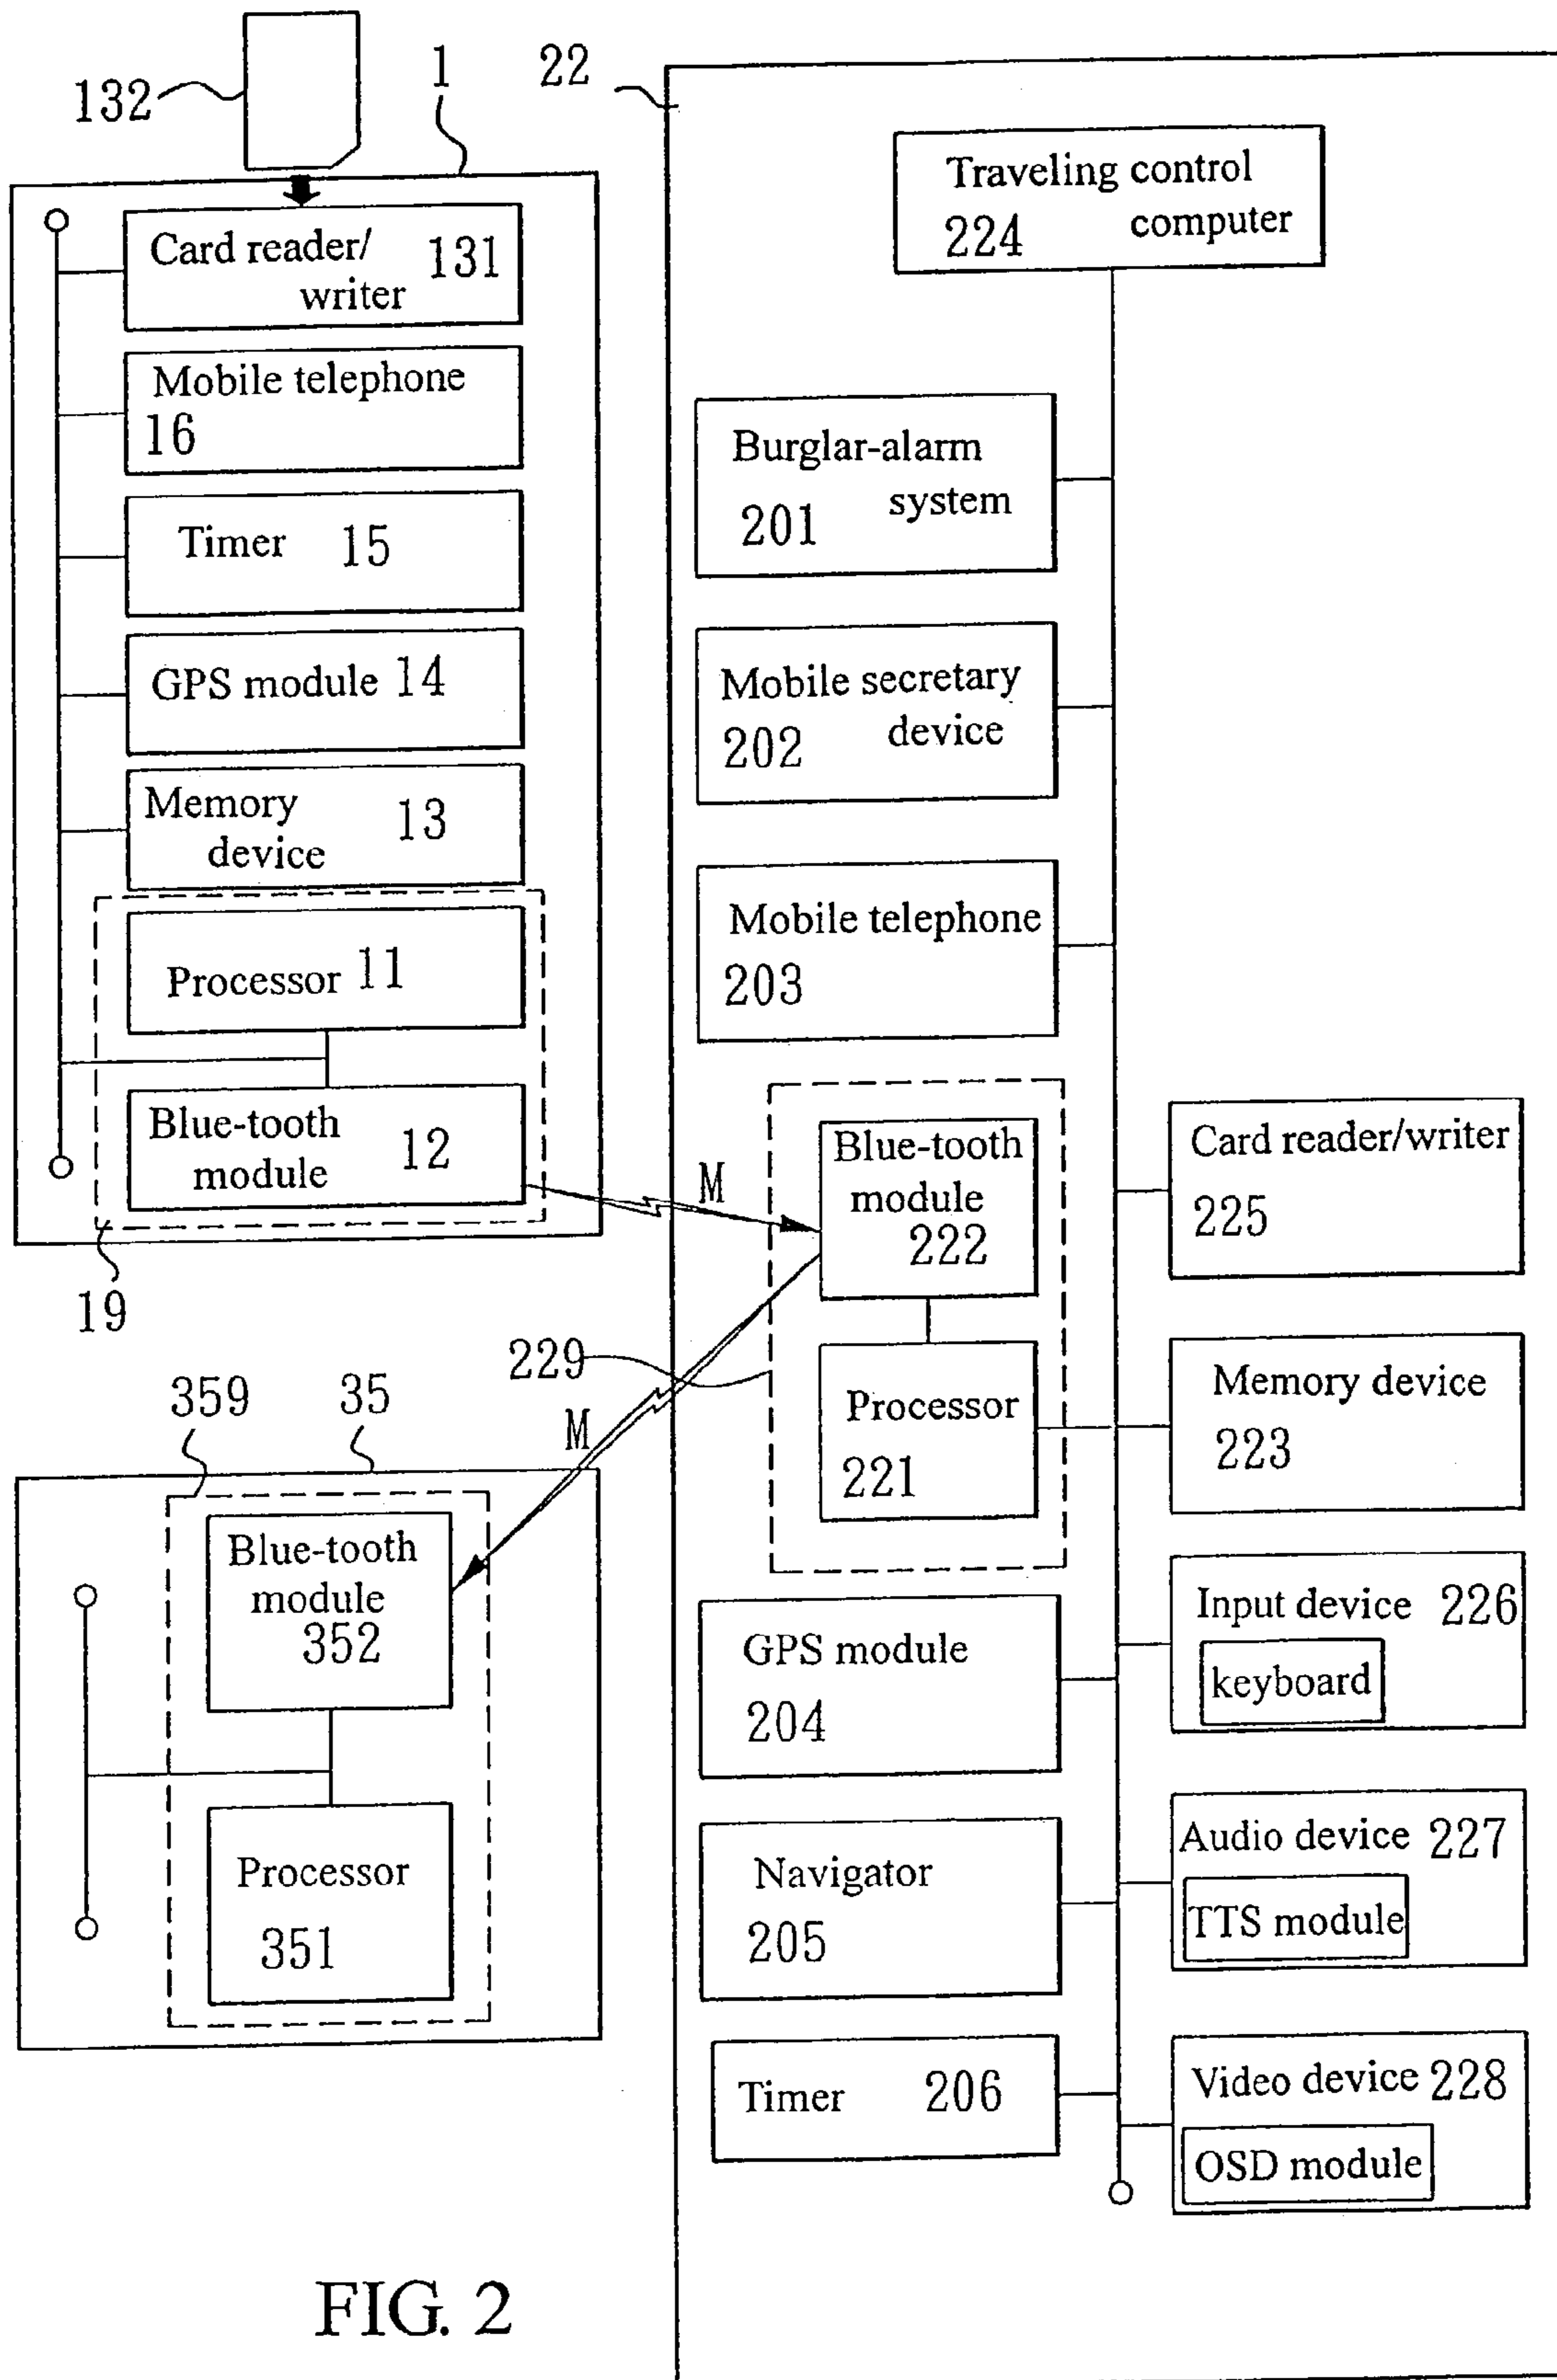 132
1
Card reader/
writer 131
Mobile telephone
16
Timer 15
GPS module 14
Memory
device 13
Processor 11
Blue-tooth
module 12
19
M
359
35
Blue-tooth
module
352
Processor
351
M
22
Traveling control
224 computer
Burglar-alarm
system
201
Mobile secretary
device
202
Mobile telephone
203
229
Blue-tooth
module
222
Processor
221
GPS module
204
Navigator
205
Timer 206
Card reader/writer
225
Memory device
223
Input device 226
keyboard
Audio device 227
TTS module
Video device 228
OSD module
FIG. 2